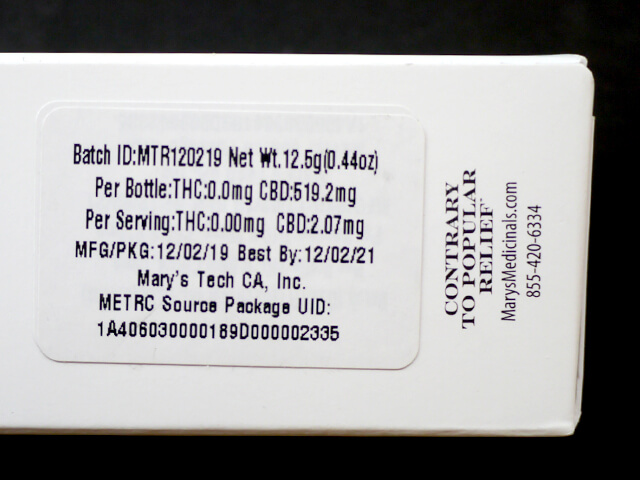 Batch ID:MTR120219 Net Wt.12.5g(0.44oz)
Per Bottle:THC:0.0mg CBD:519.2mg
Per Serving:THC:0.00mg CBD:2.07mg
MFG/PKG:12/02/19 Best By:12/02/21
Mary's Tech CA, Inc.
METRC Source Package UID:
1A406030000169D000002335
CONTRARY
TO POPULAR
RELIEF
MarysMedicinals.com
855-420-6334